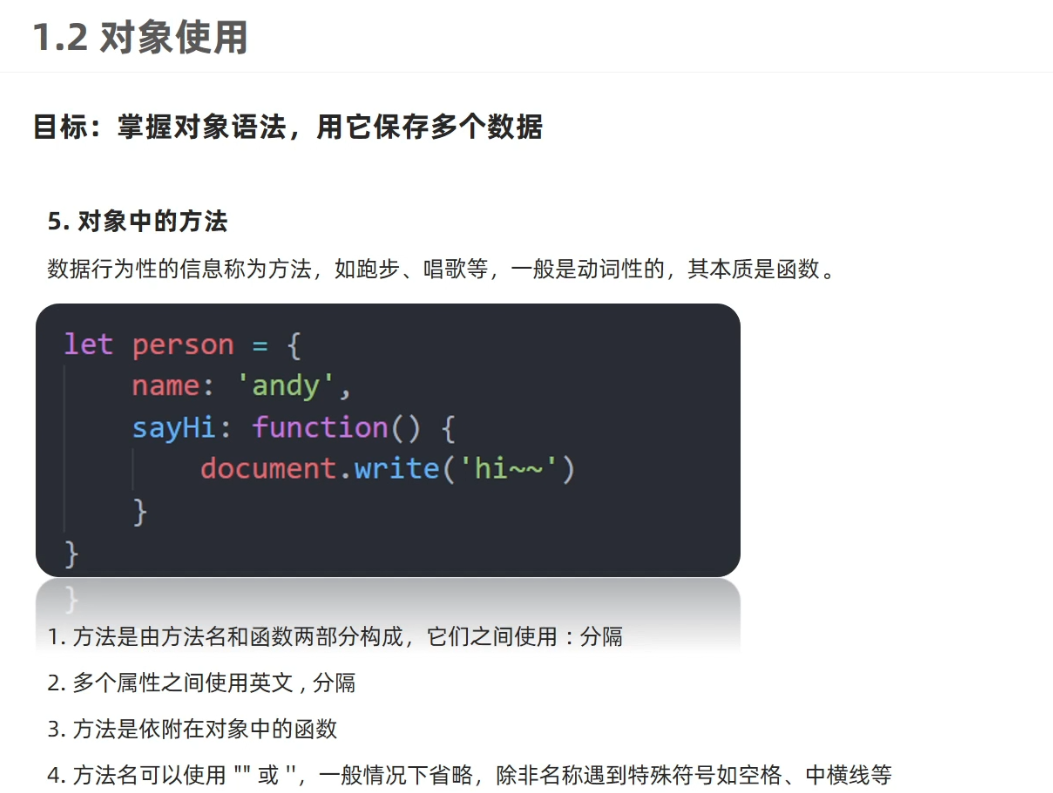 1.2 对象使用
目标：掌握对象语法，用它保存多个数据
5. 对象中的方法
数据行为性的信息称为方法，如跑步、唱歌等，一般是动词性的，其本质是函数。
let person = {
    name: 'andy',
    sayHi: function() {
        document.write('hi~~')
    }
}
}
1. 方法是由方法名和函数两部分构成，它们之间使用 : 分隔
2. 多个属性之间使用英文 , 分隔
3. 方法是依附在对象中的函数
4. 方法名可以使用 "" 或 ''，一般情况下省略，除非名称遇到特殊符号如空格、中横线等